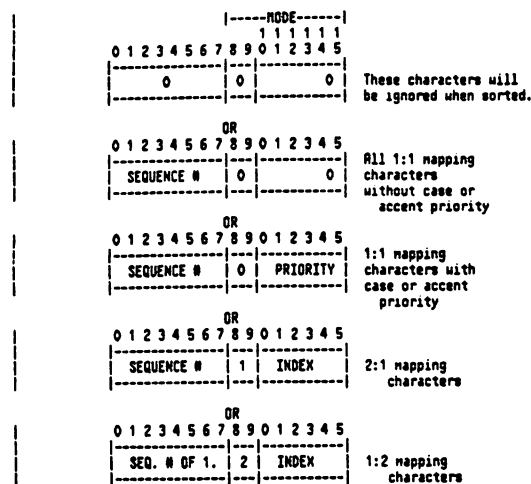 |-----MODE-----|
1 1 1 1 1 1
0 1 2 3 4 5 6 7 8 9 0 1 2 3 4 5
0 | 0 | 0
These characters will
be ignored when sorted.
OR
0 1 2 3 4 5 6 7 8 9 0 1 2 3 4 5
SEQUENCE # | 0 | 0
All 1:1 mapping
characters
without case or
accent priority
OR
0 1 2 3 4 5 6 7 8 9 0 1 2 3 4 5
SEQUENCE # | 0 | PRIORITY
1:1 mapping
characters with
case or accent
priority
OR
0 1 2 3 4 5 6 7 8 9 0 1 2 3 4 5
SEQUENCE # | 1 | INDEX
2:1 mapping
characters
OR
0 1 2 3 4 5 6 7 8 9 0 1 2 3 4 5
SEQ. # OF 1. | 2 | INDEX
1:2 mapping
characters